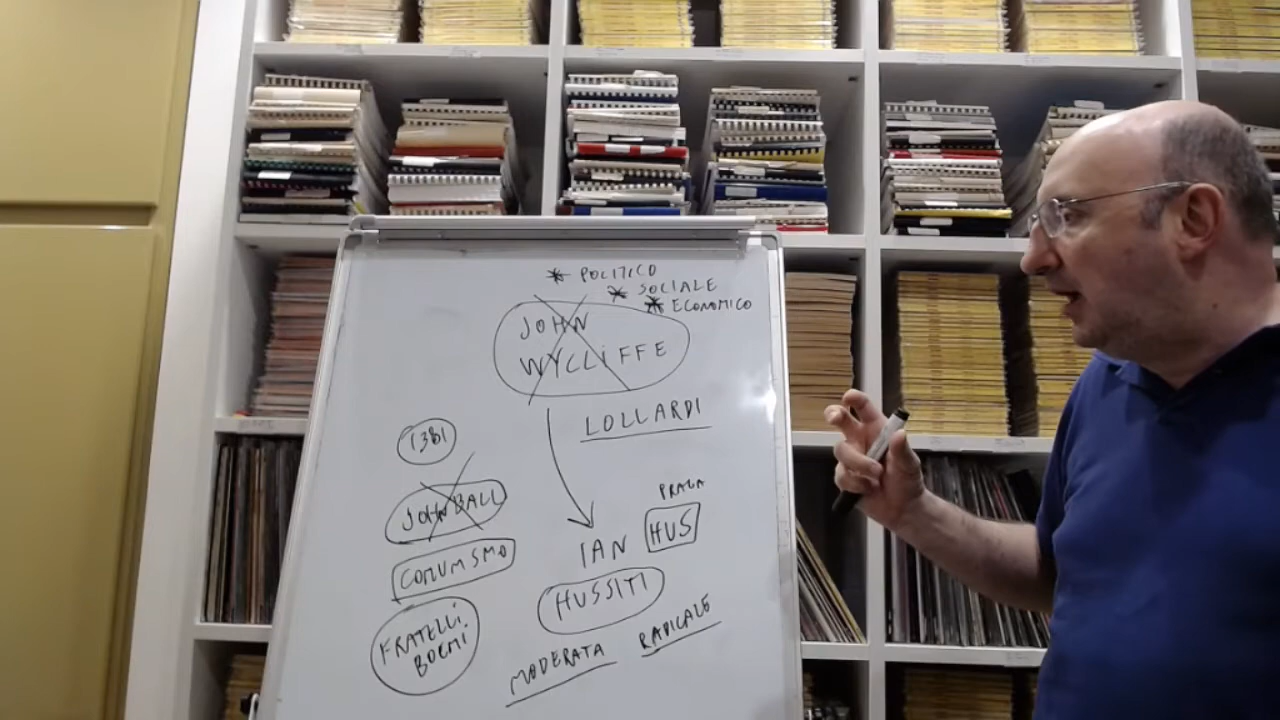 * POLITICO
* SOCIALE
* ECONOMICO
JOHN
WYCLIFFE
LOLLARDI
1381
JOHN BALL
COMUNISMO
FRATELLI
BOEMI
PRAGA
IAN HUS
HUSSITI
MODERATA RADICALE